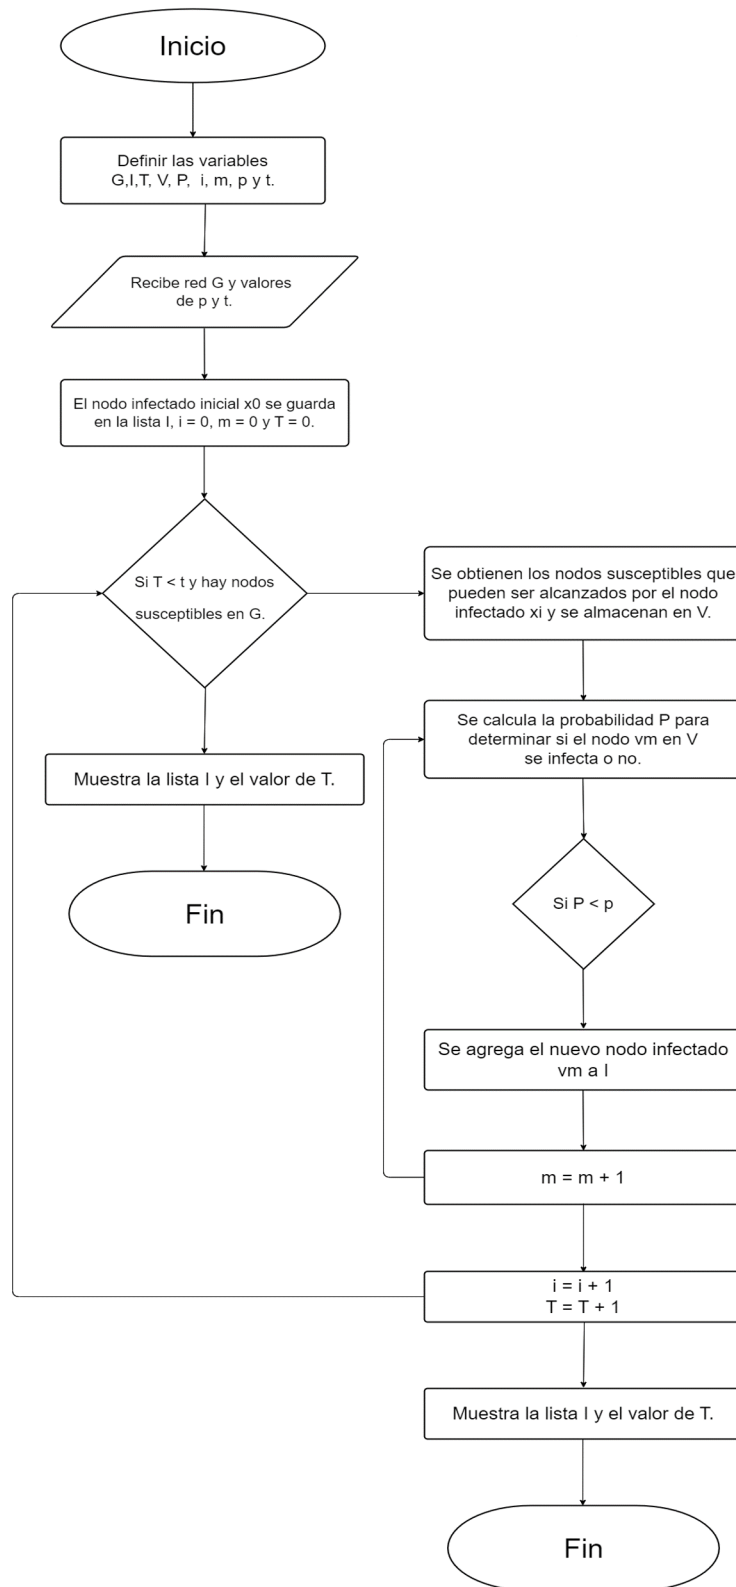 Inicio
Definir las variables
G,I,T, V, P, i, m, p y t.
Recibe red G y valores
de p y t.
El nodo infectado inicial x0 se guarda
en la lista I, i = 0, m = 0 y T = 0.
Si T < t y hay nodos
susceptibles en G.
Muestra la lista I y el valor de T.
Fin
Se obtienen los nodos susceptibles que
pueden ser alcanzados por el nodo
infectado xi y se almacenan en V.
Se calcula la probabilidad P para
determinar si el nodo vm en V
se infecta o no.
Si P < p
Se agrega el nuevo nodo infectado
vm a I
m = m + 1
i = i + 1
T = T + 1
Muestra la lista I y el valor de T.
Fin